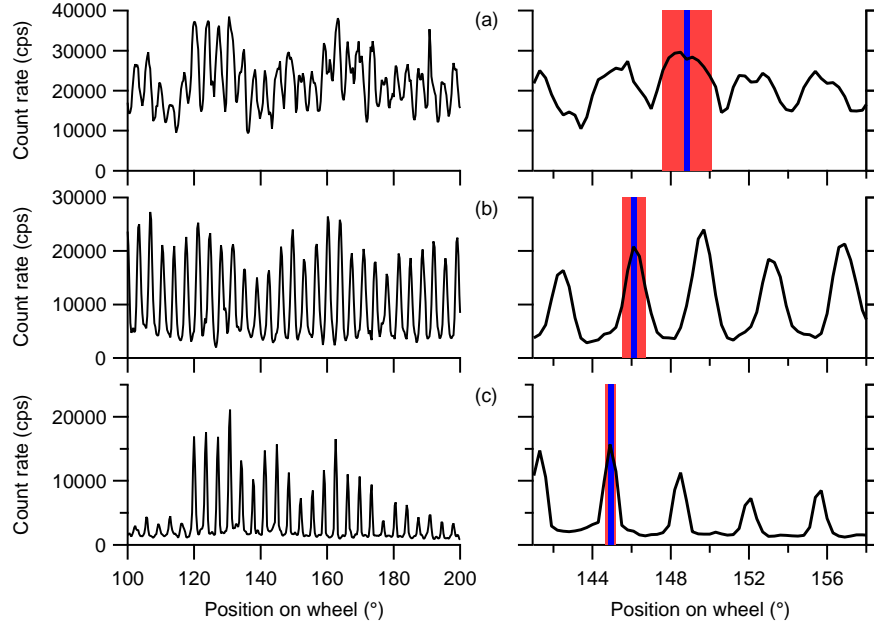 40000
30000
20000
10000
0
Count rate (cps)
(a)
30000
20000
10000
0
Count rate (cps)
(b)
20000
10000
0
Count rate (cps)
(c)
100 120 140 160 180 200
144 148 152 156
Position on wheel (°)
Position on wheel (°)